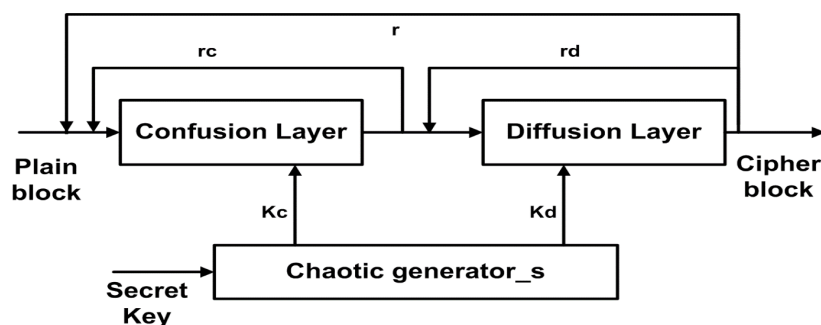 r
rc
rd
Confusion Layer
Diffusion Layer
Plain
block
Cipher
block
Kc
Kd
Chaotic generator_s
Secret
Key